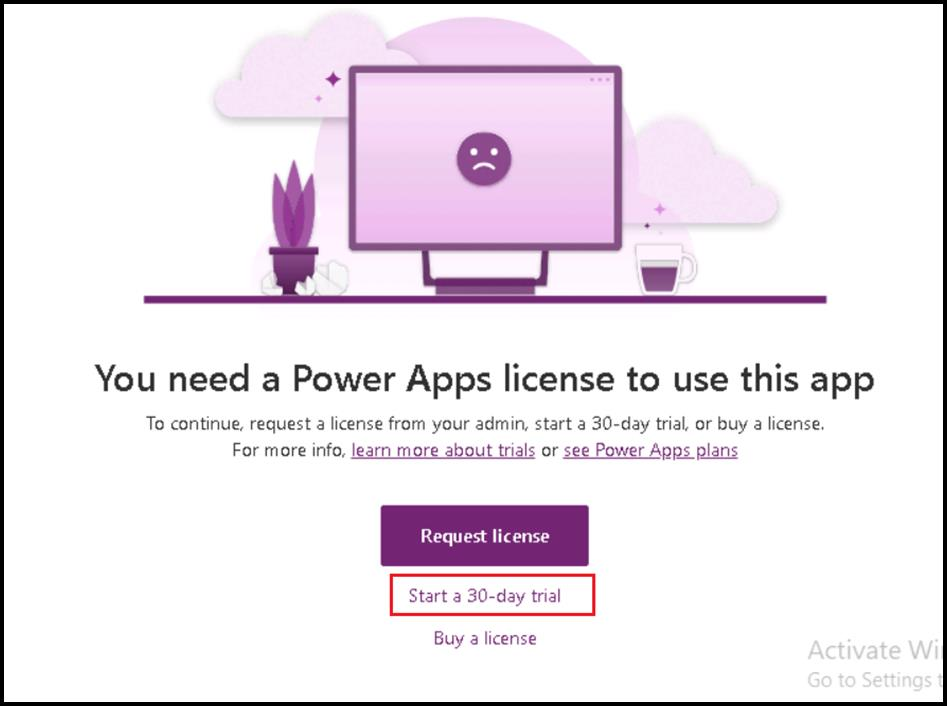 You need a Power Apps license to use this app
To continue, request a license from your admin, start a 30-day trial, or buy a license.
For more info, learn more about trials or see Power Apps plans
Request license
Start a 30-day trial
Buy a license
Activate
Go to Settings